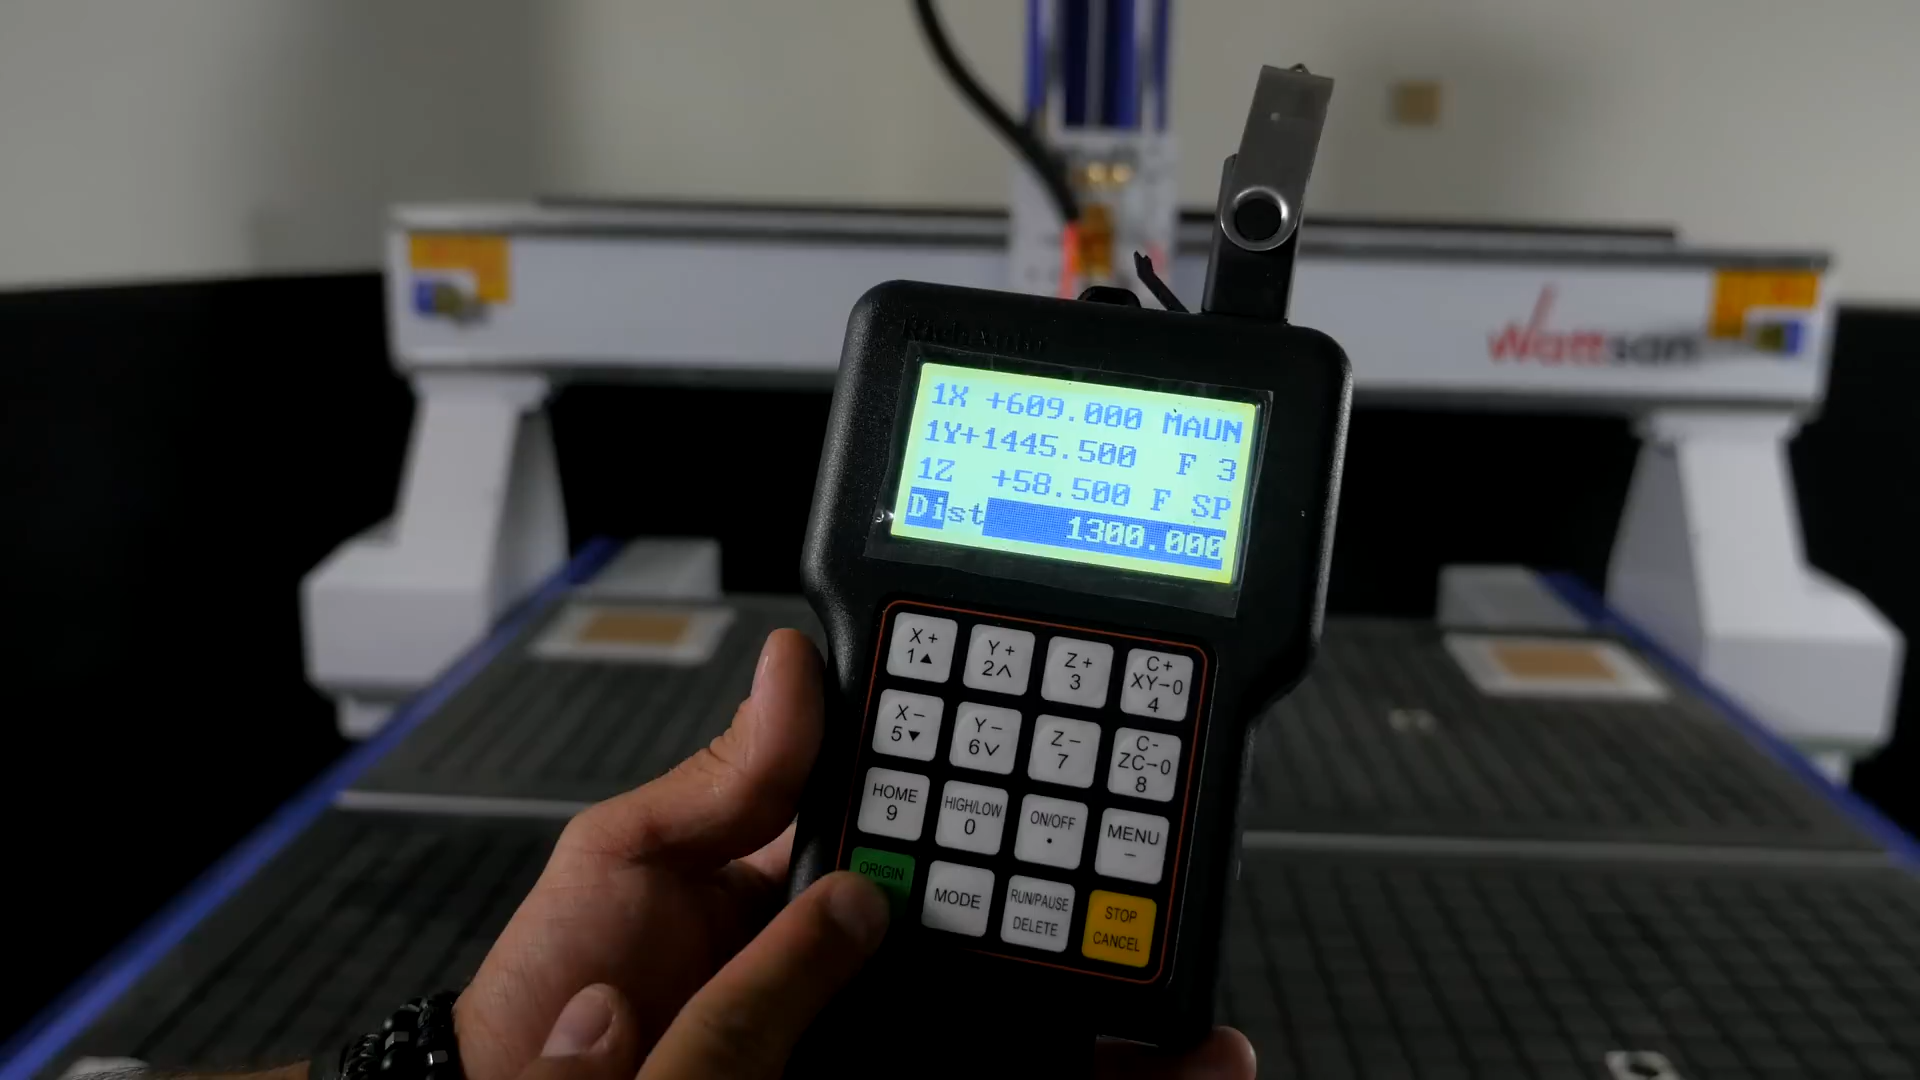 Wattsan
RichAuto
1X +609.000 MAUN
1Y+1445.500 F 3
1Z +58.500 F SP
Dist 1300.000
X+
1▲
Y+
2∧
Z+
3
C+
XY-0
4
X-
5▼
Y-
6∨
Z-
7
C-
ZC-0
8
HOME
9
HIGH/LOW
0
ON/OFF
.
MENU
-
ORIGIN
MODE
RUN/PAUSE
DELETE
STOP
CANCEL